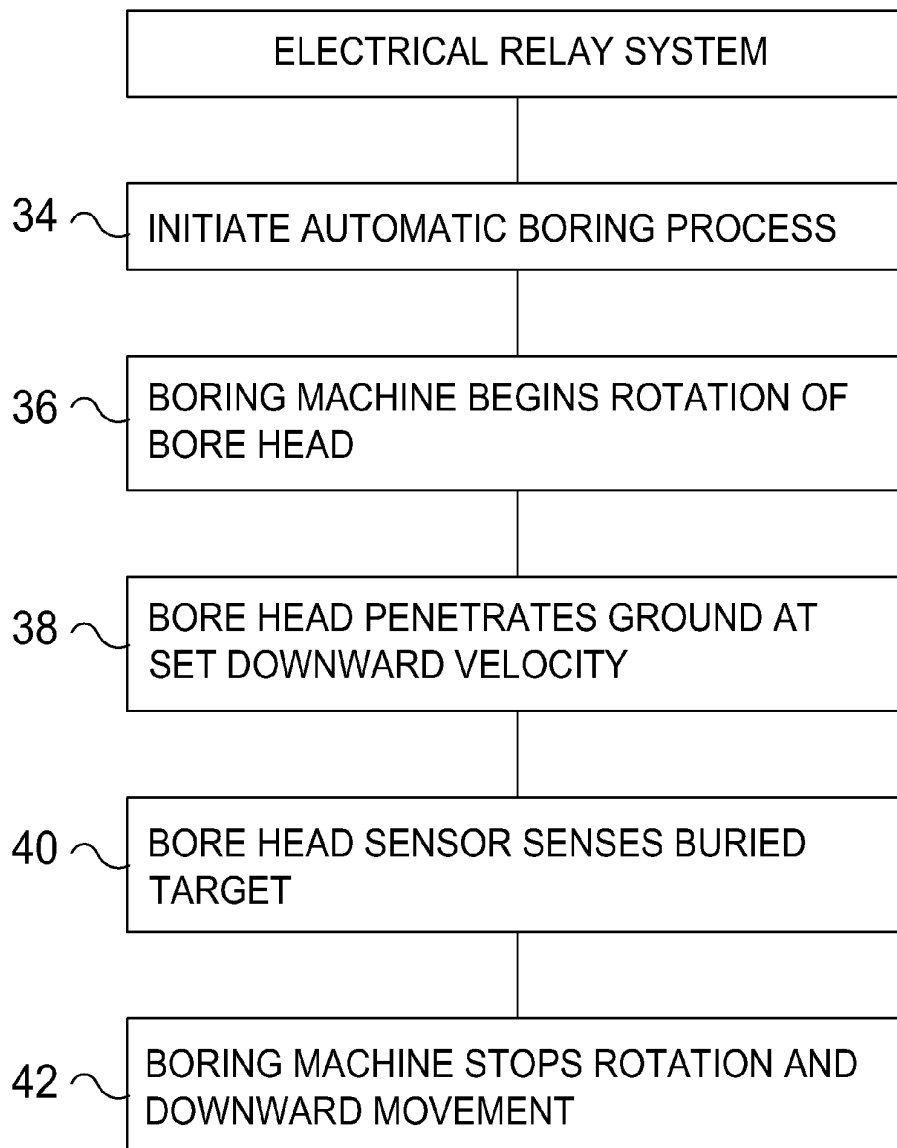 ELECTRICAL RELAY SYSTEM
34
INITIATE AUTOMATIC BORING PROCESS
36
BORING MACHINE BEGINS ROTATION OF
BORE HEAD
38
BORE HEAD PENETRATES GROUND AT
SET DOWNWARD VELOCITY
40
BORE HEAD SENSOR SENSES BURIED
TARGET
42
BORING MACHINE STOPS ROTATION AND
DOWNWARD MOVEMENT